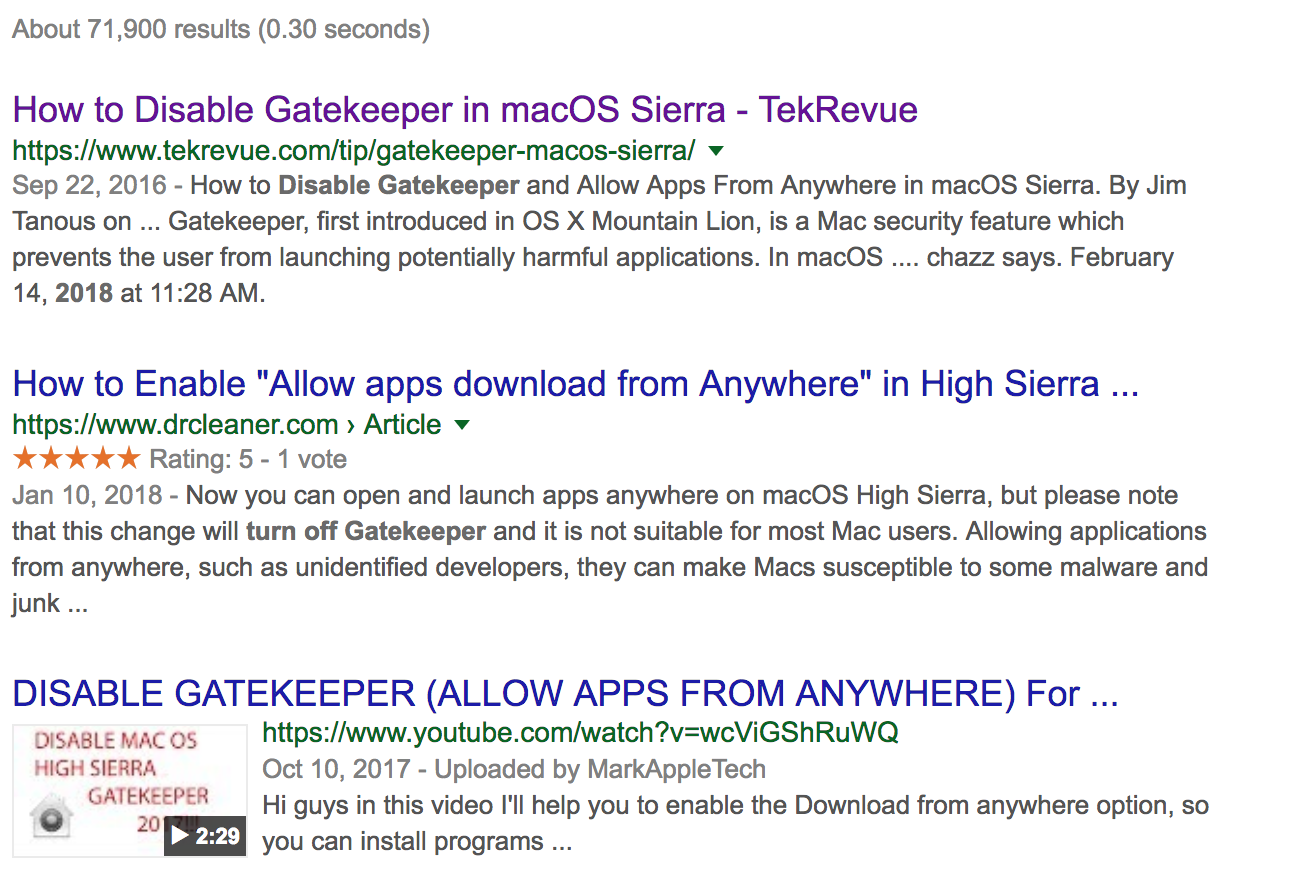 About 71,900 results (0.30 seconds)
How to Disable Gatekeeper in macOS Sierra - TekRevue
https://www.tekrevue.com/tip/gatekeeper-macos-sierra/
Sep 22, 2016 - How to Disable Gatekeeper and Allow Apps From Anywhere in macOS Sierra. By Jim
Tanous on ... Gatekeeper, first introduced in OS X Mountain Lion, is a Mac security feature which
prevents the user from launching potentially harmful applications. In macOS .... chazz says. February
14, 2018 at 11:28 AM.
How to Enable "Allow apps download from Anywhere" in High Sierra ...
https://www.drcleaner.com › Article
Rating: 5 - 1 vote
Jan 10, 2018 - Now you can open and launch apps anywhere on macOS High Sierra, but please note
that this change will turn off Gatekeeper and it is not suitable for most Mac users. Allowing applications
from anywhere, such as unidentified developers, they can make Macs susceptible to some malware and
junk ...
DISABLE GATEKEEPER (ALLOW APPS FROM ANYWHERE) For ...
DISABLE MAC OS
HIGH SIERRA
GATEKEEPER
2017!!!
2:29
https://www.youtube.com/watch?v=wcViGShRuWQ
Oct 10, 2017 - Uploaded by MarkAppleTech
Hi guys in this video I'll help you to enable the Download from anywhere option, so
you can install programs ...